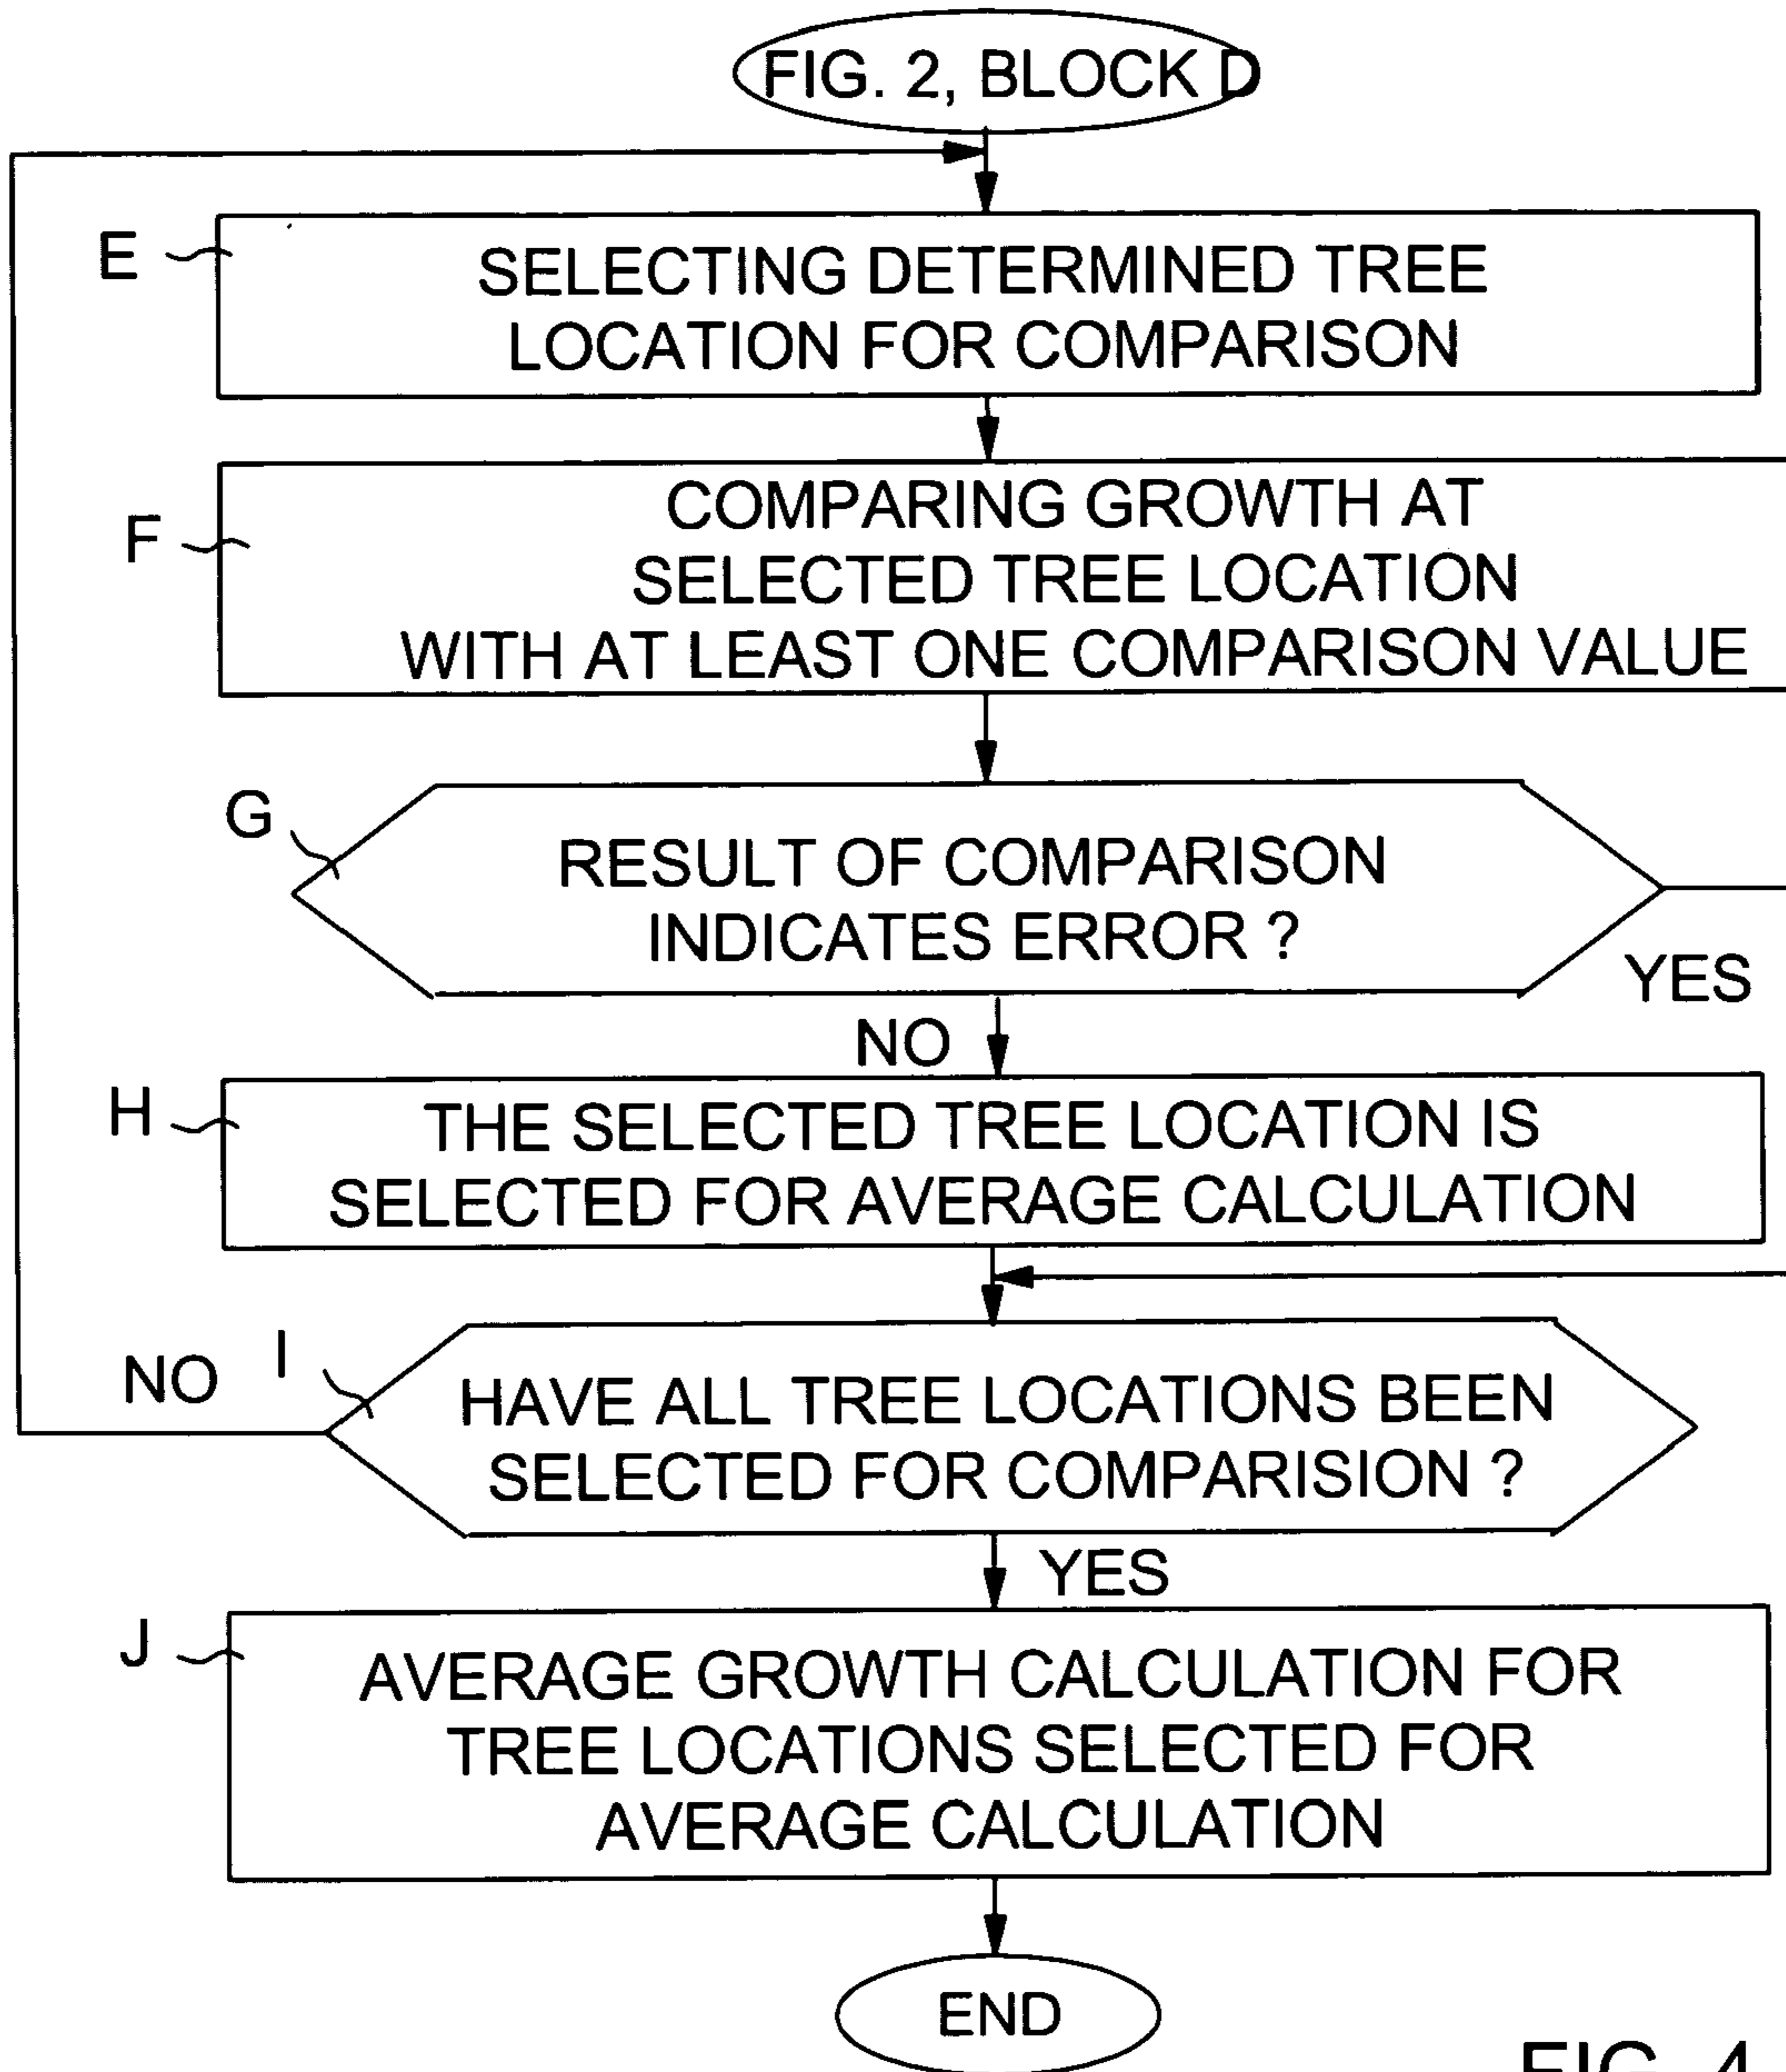 FIG. 2, BLOCK D
E
SELECTING DETERMINED TREE
LOCATION FOR COMPARISON
F
COMPARING GROWTH AT
SELECTED TREE LOCATION
WITH AT LEAST ONE COMPARISON VALUE
G
RESULT OF COMPARISON
INDICATES ERROR ?
YES
NO
H
THE SELECTED TREE LOCATION IS
SELECTED FOR AVERAGE CALCULATION
NO
I
HAVE ALL TREE LOCATIONS BEEN
SELECTED FOR COMPARISION ?
YES
J
AVERAGE GROWTH CALCULATION FOR
TREE LOCATIONS SELECTED FOR
AVERAGE CALCULATION
END
FIG. 4